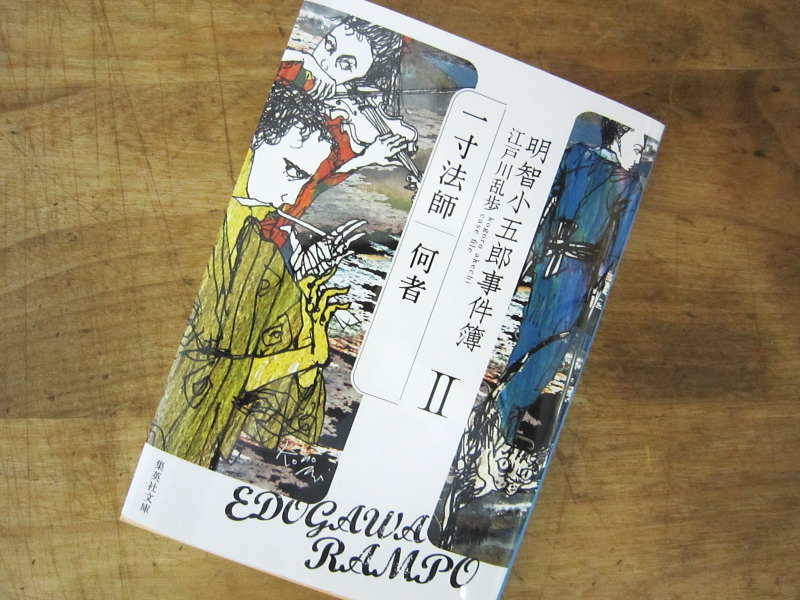 明智小五郎事件簿
江戸川乱歩
kogoro akechi
case file
II
一寸法師
何者
集英社文庫
EDOGAWA
RAMPO